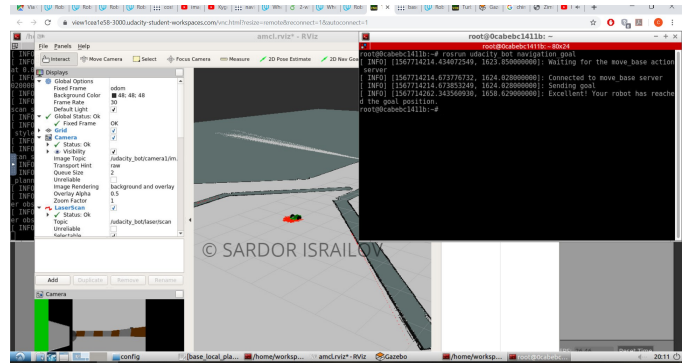 view1cea1e58-3000.udacity-student-workspaces.com/vnc.html?resize=remote&reconnect=1&autoconnect=1
amcl.rviz* - RViz
File Panels Help
Interact Move Camera Select Focus Camera Measure 2D Pose Estimate 2D Nav Goal
Displays
Global Options
Fixed Frame odom
Background Color 48; 48; 48
Frame Rate 30
Default Light
Global Status: Ok
Fixed Frame OK
Grid
Camera
Status: Ok
Visibility
Image Topic /udacity_bot/camera1/im.
Transport Hint raw
Queue Size 2
Unreliable
Image Rendering background and overlay
Overlay Alpha 0.5
Zoom Factor 1
LaserScan
Status: Ok
Topic /udacity_bot/laser/scan
Unreliable
Selectable
Add Duplicate Remove Rename
Camera
root@0cabebc1411b: ~
root@0cabebc1411b: ~ 80x24
root@0cabebc1411b:~# rosrun udacity_bot navigation_goal
[ INFO] [1567714214.434072549, 1623.850000000]: Waiting for the move_base action
server
[ INFO] [1567714214.673776732, 1624.028000000]: Connected to move_base server
[ INFO] [1567714214.673853249, 1624.028000000]: Sending goal
[ INFO] [1567714262.343560930, 1658.629000000]: Excellent! Your robot has reache
d the goal position.
root@0cabebc1411b:~#
© SARDOR ISRAILOV
config
[base_local_pla...
/home/worksp...
amcl.rviz* - RViz
Gazebo
/home/worksp...
root@0cabebc...
20:11